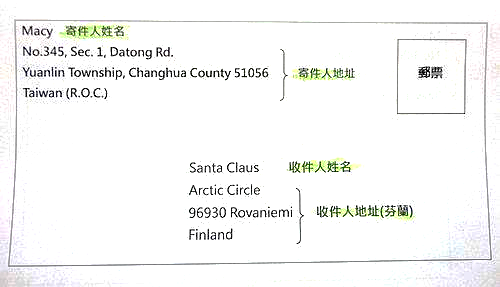 Macy 寄件人姓名
No.345, Sec. 1, Datong Rd.
Yuanlin Township, Changhua County 51056
Taiwan (R.O.C.)
寄件人地址
郵票
Santa Claus 收件人姓名
Arctic Circle
96930 Rovaniemi
Finland
收件人地址(芬蘭)